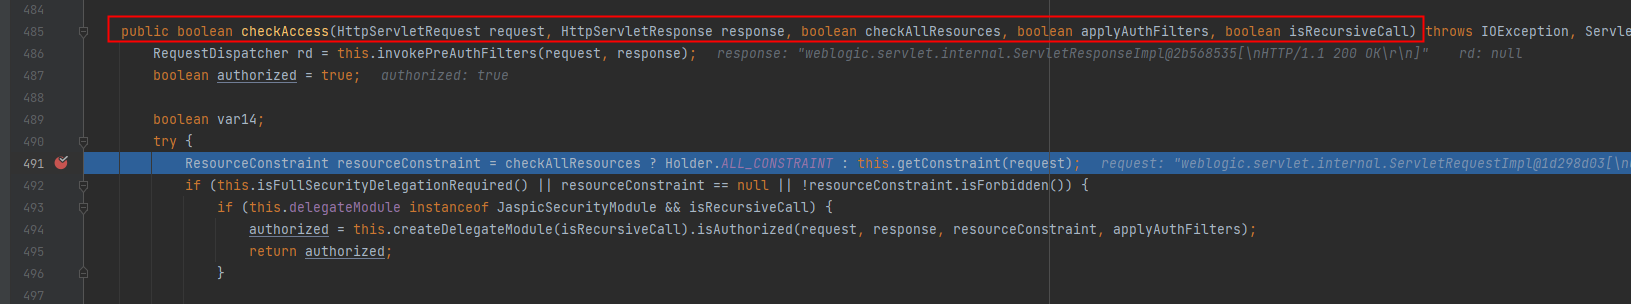 484
485 public boolean checkAccess(HttpServletRequest request, HttpServletResponse response, boolean checkAllResources, boolean applyAuthFilters, boolean isRecursiveCall) throws IOException, Servle
486 RequestDispatcher rd = this.invokePreAuthFilters(request, response); response: "weblogic.servlet.internal.ServletResponseImpl@2b568535[\nHTTP/1.1 200 OK\r\n]" rd: null
487 boolean authorized = true; authorized: true
488
489 boolean var14;
490 try {
491 ResourceConstraint resourceConstraint = checkAllResources ? Holder.ALL_CONSTRAINT : this.getConstraint(request); request: "weblogic.servlet.internal.ServletRequestImpl@1d298d03[\n
492 if (this.isFullSecurityDelegationRequired() || resourceConstraint == null || !resourceConstraint.isForbidden()) {
493 if (this.delegateModule instanceof JaspicSecurityModule && isRecursiveCall) {
494 authorized = this.createDelegateModule(isRecursiveCall).isAuthorized(request, response, resourceConstraint, applyAuthFilters);
495 return authorized;
496 }
497